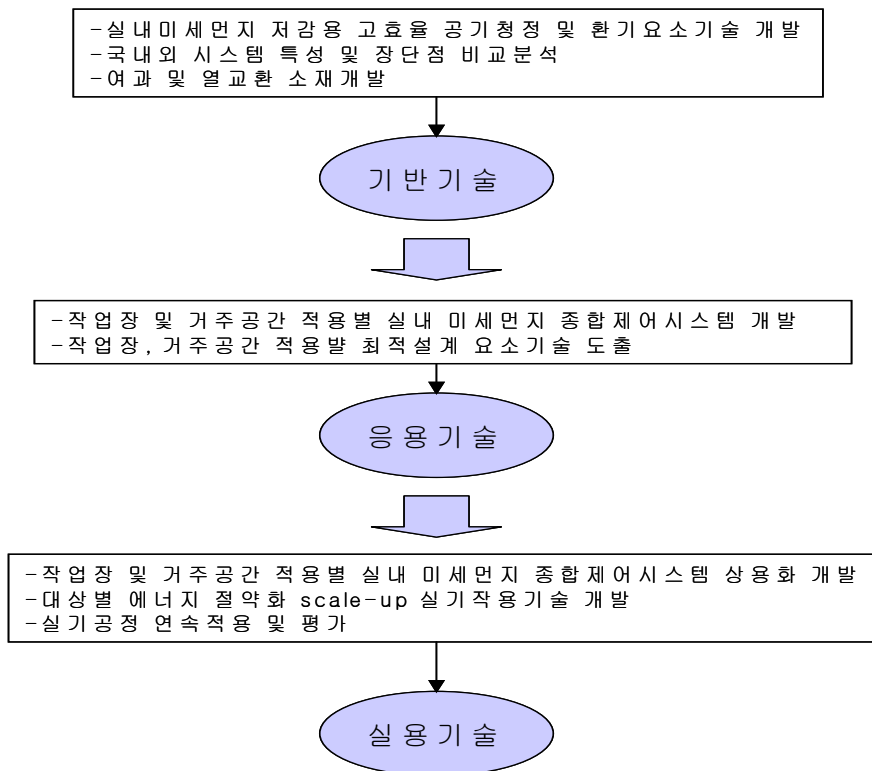 -실내미세먼지 저감용 고효율 공기청정 및 환기요소기술 개발
-국내외 시스템 특성 및 장단점 비교분석
-여과 및 열교환 소재개발
기반기술
-작업장 및 거주공간 적용별 실내 미세먼지 종합제어시스템 개발
-작업장, 거주공간 적용뱔 최적설계 요소기술 도출
응용기술
-작업장 및 거주공간 적용별 실내 미세먼지 종합제어시스템 상용화 개발
-대상별 에너지 절약화 scale-up 실기작용기술 개발
-실기공정 연속적용 및 평가
실용기술